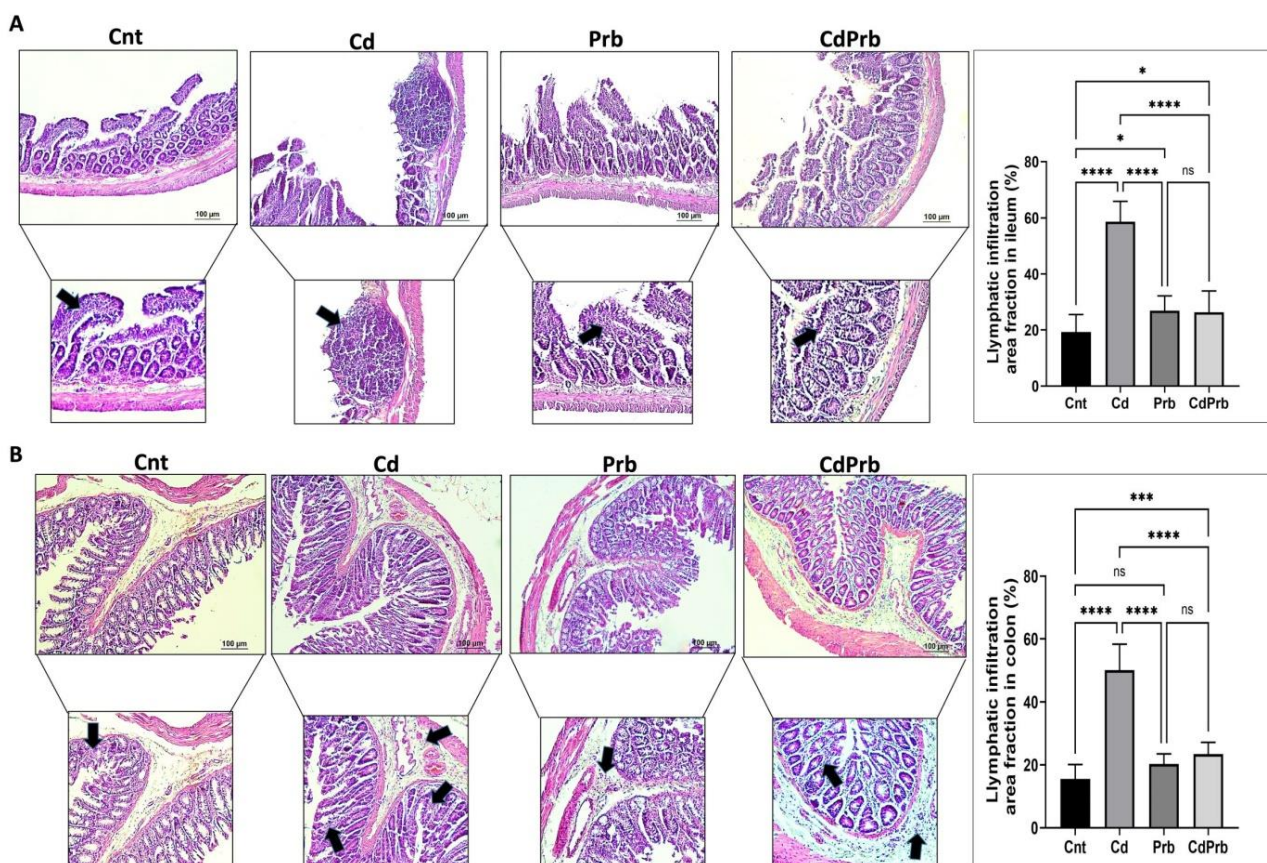 A
Cnt
Cd
Prb
CdPrb
100 µm
100 µm
100 µm
100 µm
Llymphatic infiltration
area fraction in ileum (%)
80
60
40
20
0
*
****
*
****
****
ns
Cnt
Cd
Prb
CdPrb
B
Cnt
Cd
Prb
CdPrb
100 µm
100 µm
100 µm
100 µm
Llymphatic infiltration
area fraction in colon (%)
80
60
40
20
0
***
****
ns
****
****
ns
Cnt
Cd
Prb
CdPrb